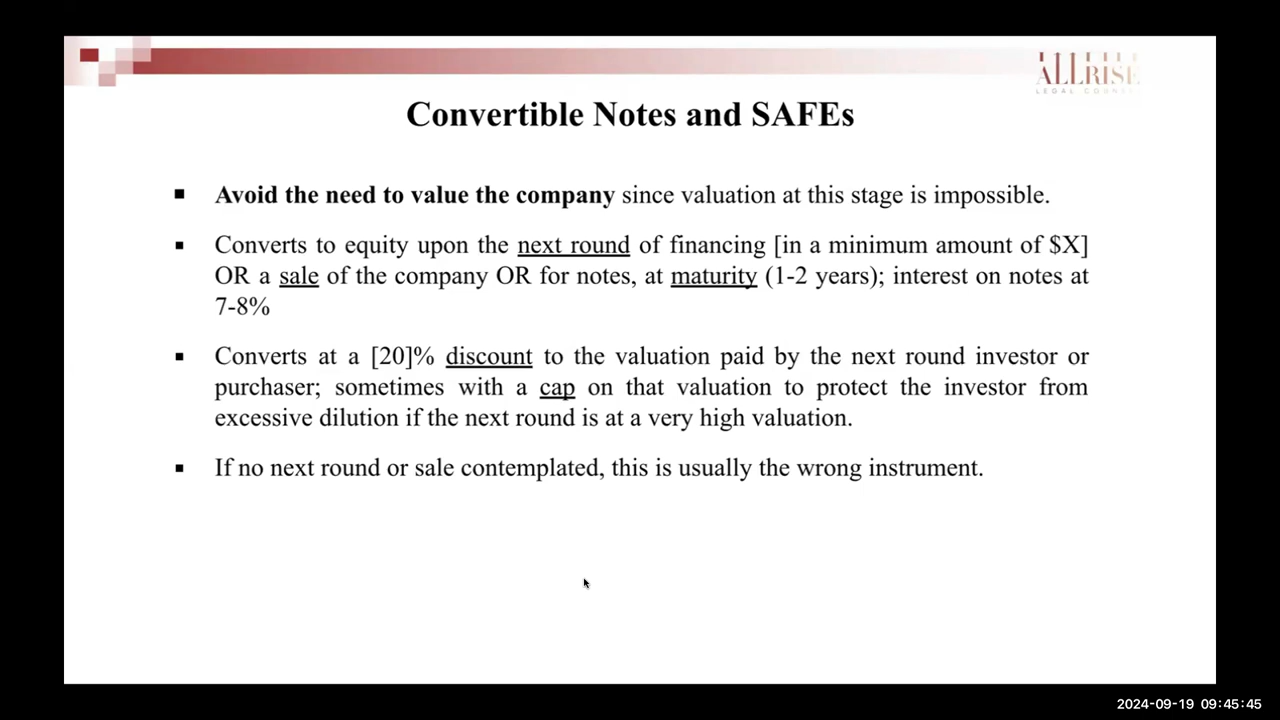 ALLRISE
LEGAL COUNSEL
Convertible Notes and SAFEs
▪ Avoid the need to value the company since valuation at this stage is impossible.
▪ Converts to equity upon the next round of financing [in a minimum amount of $X]
OR a sale of the company OR for notes, at maturity (1-2 years); interest on notes at
7-8%
▪ Converts at a [20]% discount to the valuation paid by the next round investor or
purchaser; sometimes with a cap on that valuation to protect the investor from
excessive dilution if the next round is at a very high valuation.
▪ If no next round or sale contemplated, this is usually the wrong instrument.
2024-09-19 09:45:45